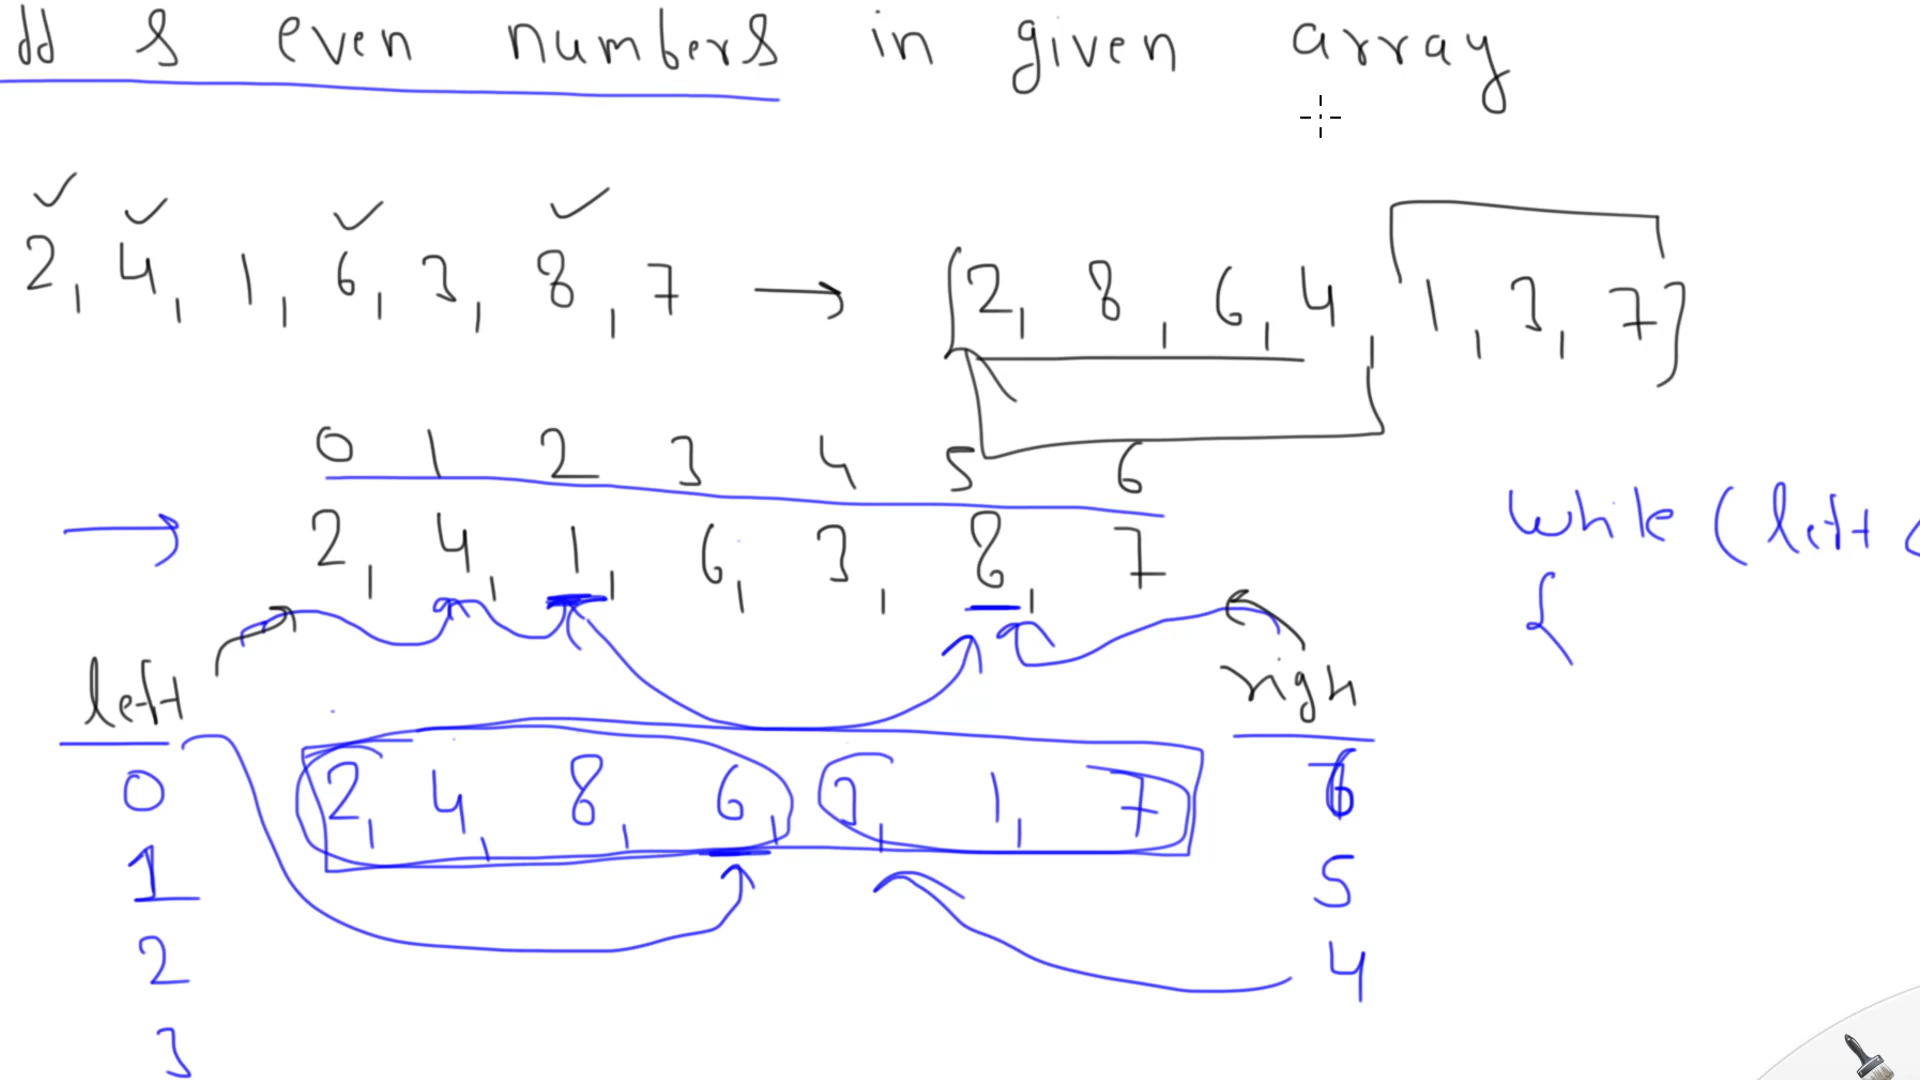 dd & even numbers in given array
2, 4, 1, 6, 3, 8, 7 → [2, 8, 6, 4, 1, 3, 7]
0 1 2 3 4 5 6
→ 2, 4, 1, 6, 3, 8, 7
while (left <
{
left
righ
2, 4, 8, 6, 3, 1, 7
0 6
1 5
2 4
3